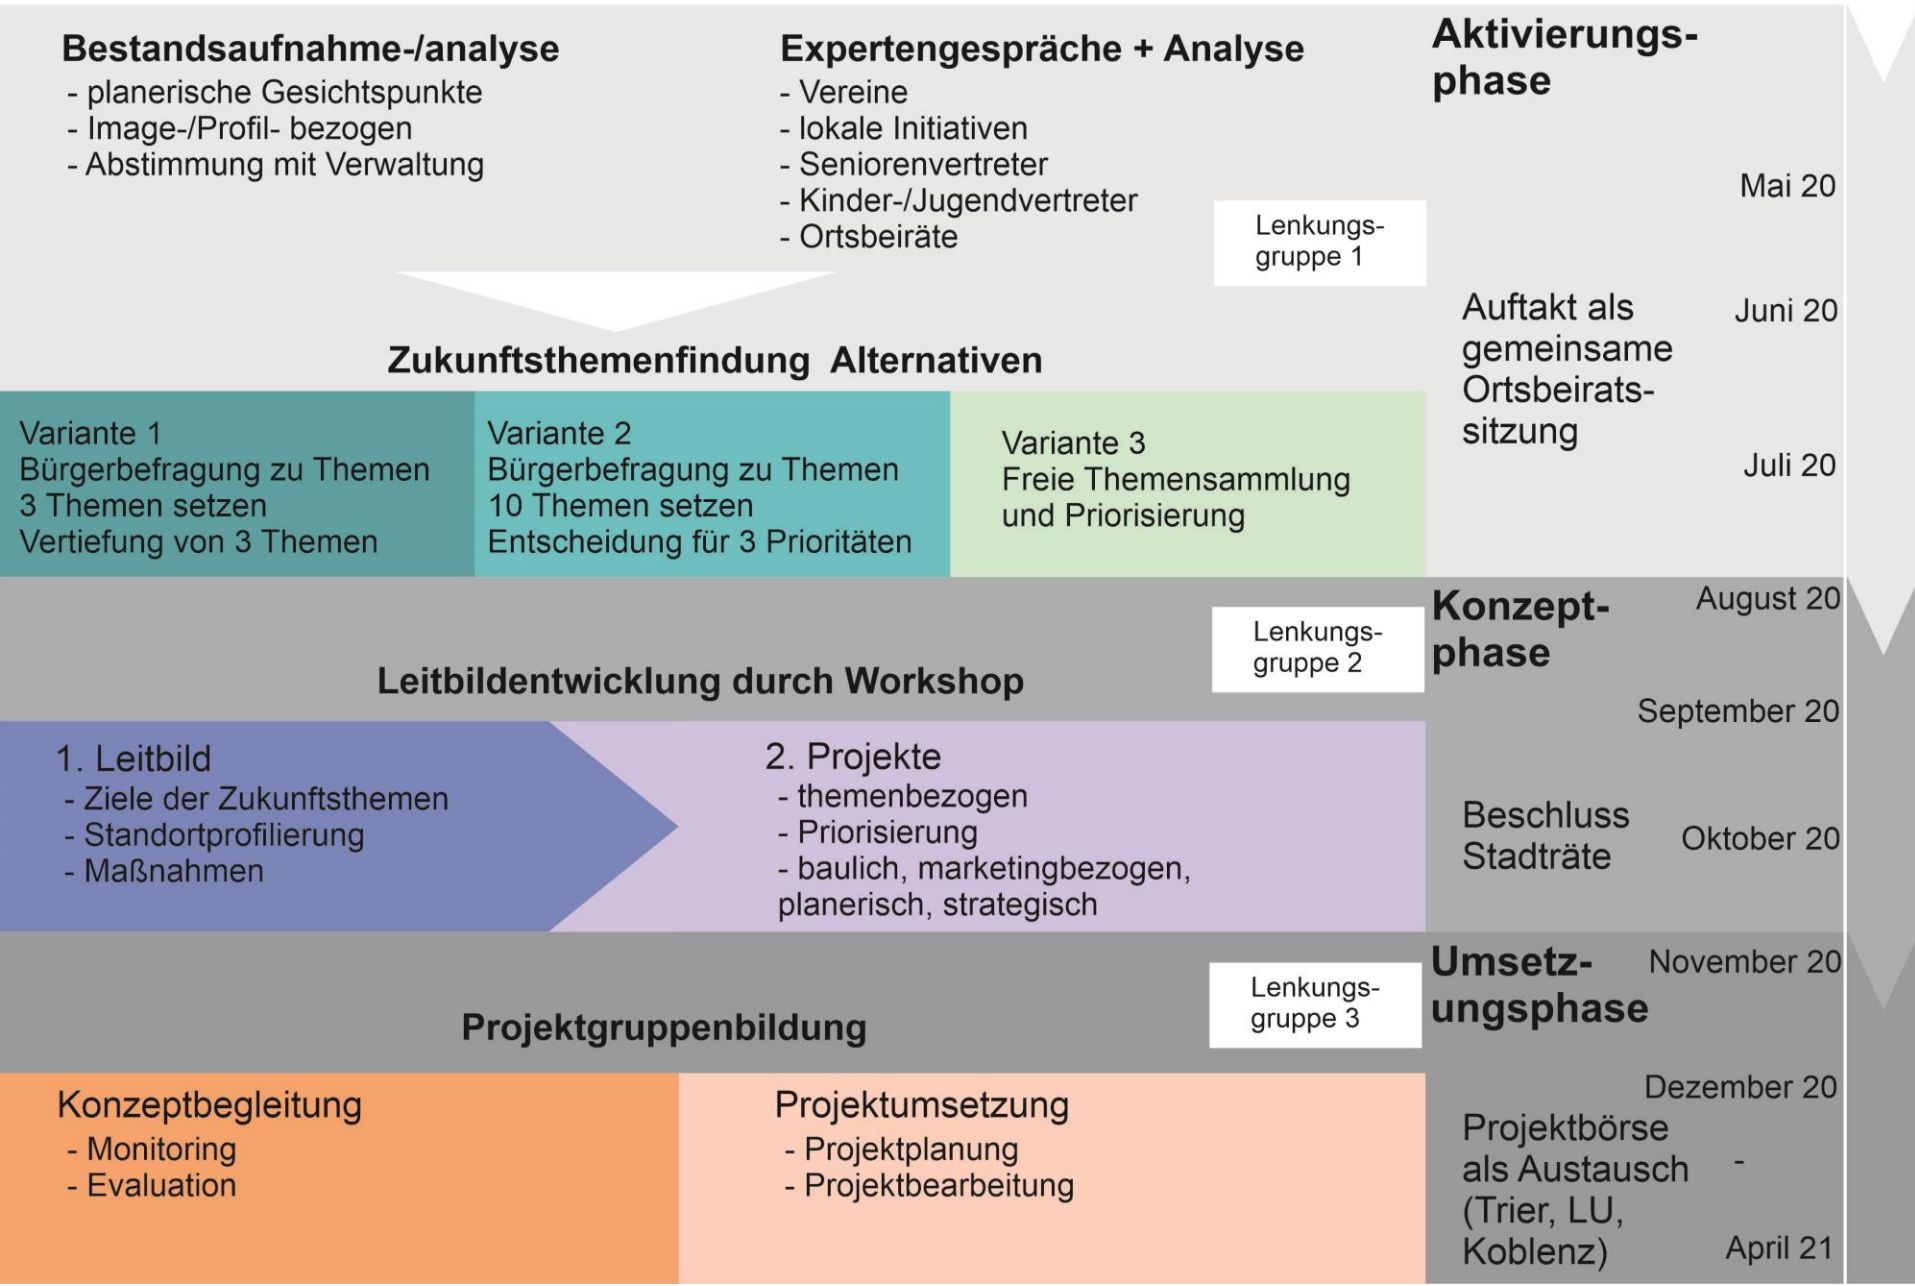 Bestandsaufnahme-/analyse
- planerische Gesichtspunkte
- Image-/Profil- bezogen
- Abstimmung mit Verwaltung
Expertengespräche + Analyse
- Vereine
- lokale Initiativen
- Seniorenvertreter
- Kinder-/Jugendvertreter
- Ortsbeiräte
Lenkungs-
gruppe 1
Aktivierungs-
phase
Mai 20
Auftakt als
gemeinsame
Ortsbeirats-
sitzung
Juni 20
Juli 20
Zukunftsthemenfindung Alternativen
Variante 1
Bürgerbefragung zu Themen
3 Themen setzen
Vertiefung von 3 Themen
Variante 2
Bürgerbefragung zu Themen
10 Themen setzen
Entscheidung für 3 Prioritäten
Variante 3
Freie Themensammlung
und Priorisierung
Lenkungs-
gruppe 2
Konzept-
phase
August 20
September 20
Leitbildentwicklung durch Workshop
1. Leitbild
- Ziele der Zukunftsthemen
- Standortprofilierung
- Maßnahmen
2. Projekte
- themenbezogen
- Priorisierung
- baulich, marketingbezogen,
planerisch, strategisch
Beschluss
Stadträte
Oktober 20
Lenkungs-
gruppe 3
Umsetz-
ungsphase
November 20
Projektgruppenbildung
Konzeptbegleitung
- Monitoring
- Evaluation
Projektumsetzung
- Projektplanung
- Projektbearbeitung
Dezember 20
Projektbörse
als Austausch
(Trier, LU,
Koblenz)
-
April 21